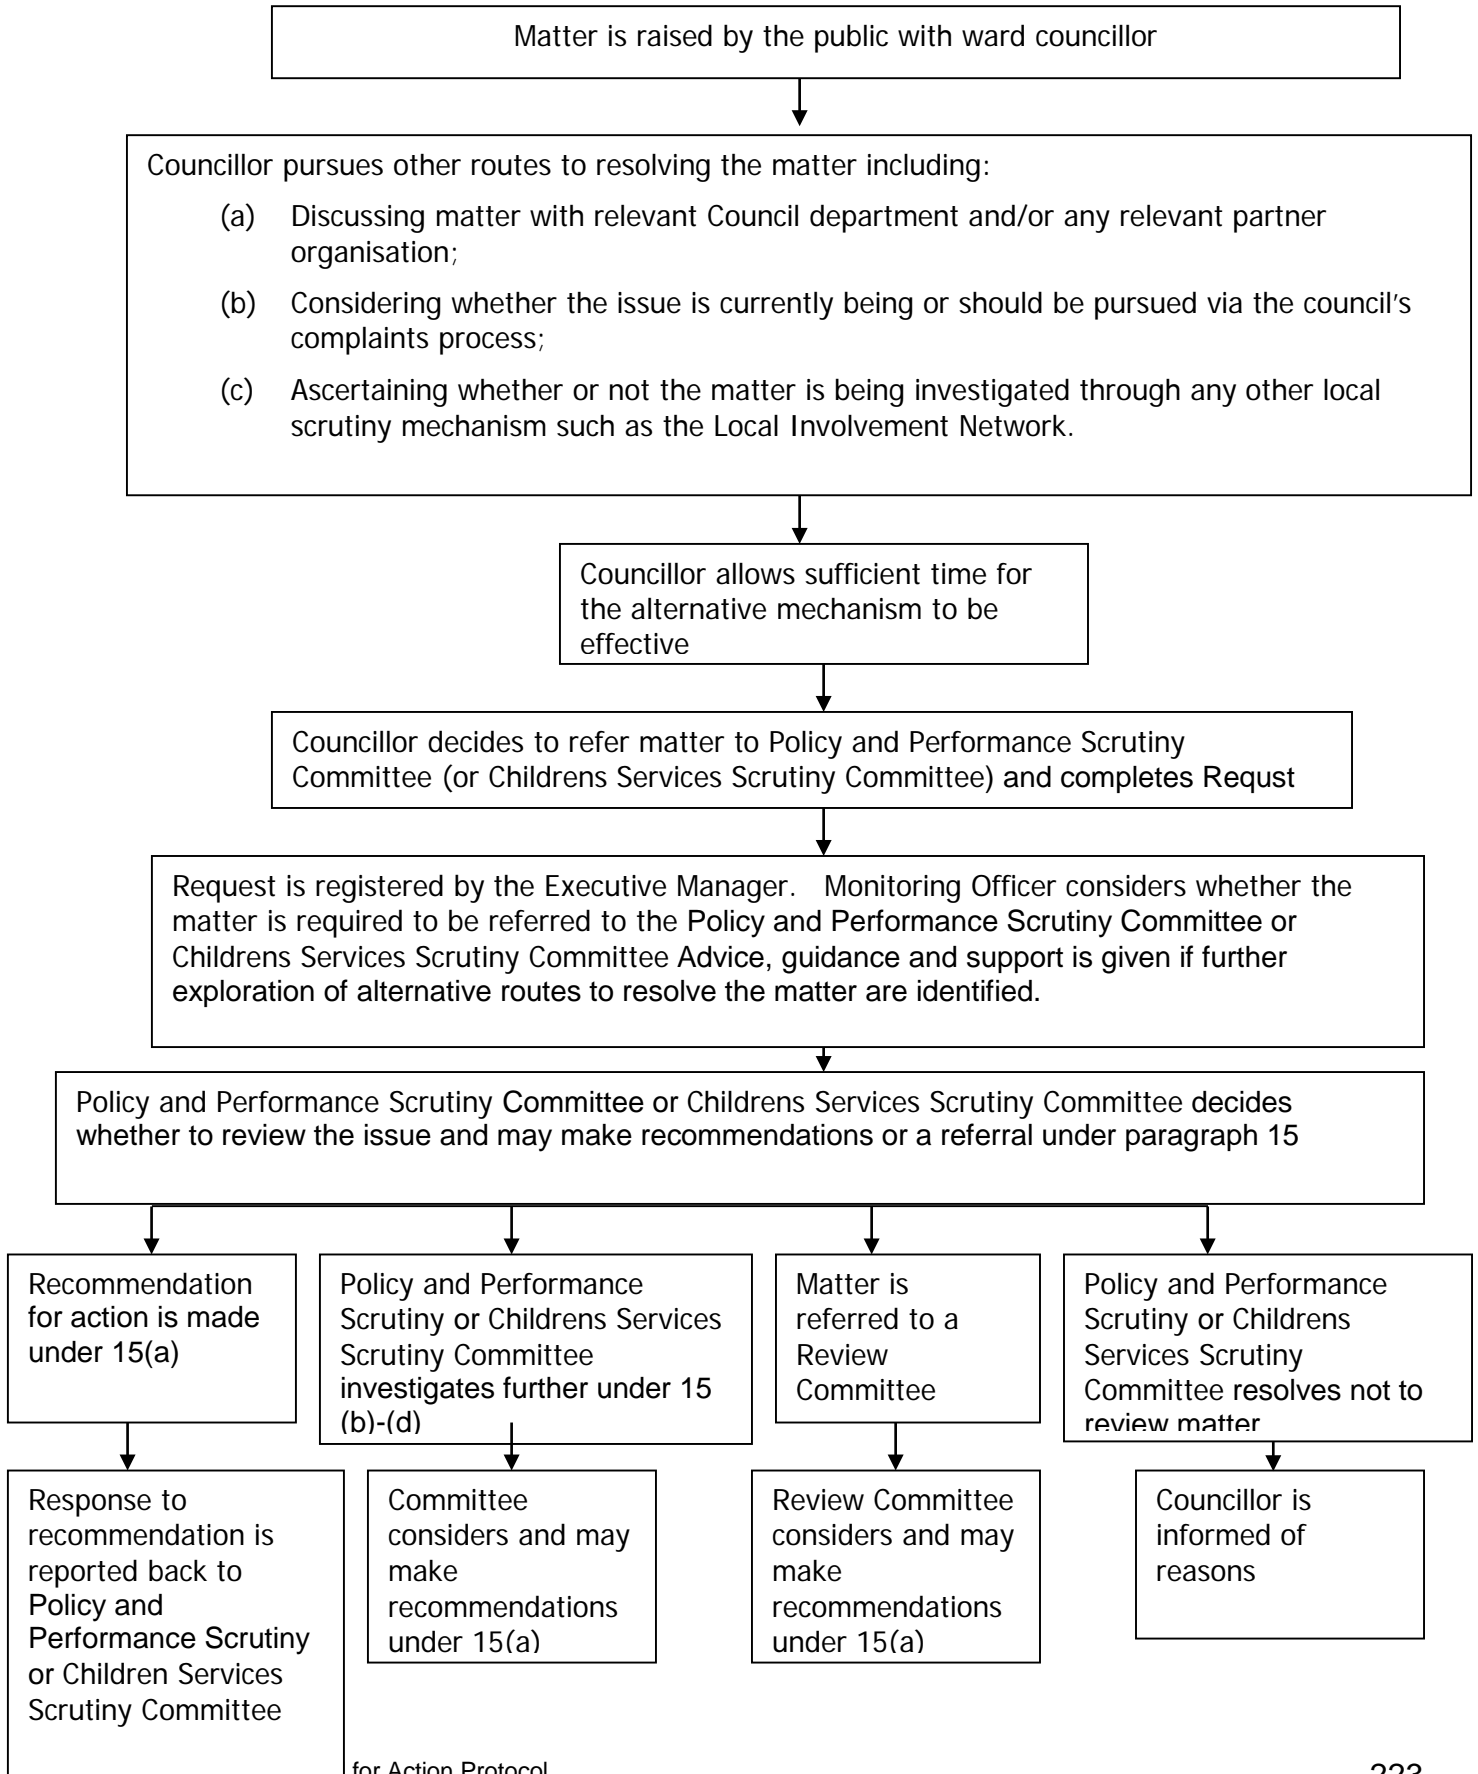 Matter is raised by the public with ward councillor
Councillor pursues other routes to resolving the matter including:
(a) Discussing matter with relevant Council department and/or any relevant partner
organisation;
(b) Considering whether the issue is currently being or should be pursued via the council's
complaints process;
(c) Ascertaining whether or not the matter is being investigated through any other local
scrutiny mechanism such as the Local Involvement Network.
Councillor allows sufficient time for
the alternative mechanism to be
effective
Councillor decides to refer matter to Policy and Performance Scrutiny
Committee (or Childrens Services Scrutiny Committee) and completes Requst
Request is registered by the Executive Manager. Monitoring Officer considers whether the
matter is required to be referred to the Policy and Performance Scrutiny Committee or
Childrens Services Scrutiny Committee Advice, guidance and support is given if further
exploration of alternative routes to resolve the matter are identified.
Policy and Performance Scrutiny Committee or Childrens Services Scrutiny Committee decides
whether to review the issue and may make recommendations or a referral under paragraph 15
Recommendation
for action is made
under 15(a)
Policy and Performance
Scrutiny or Childrens Services
Scrutiny Committee
investigates further under 15
(b)-(d)
Matter is
referred to a
Review
Committee
Policy and Performance
Scrutiny or Childrens
Services Scrutiny
Committee resolves not to
review matter
Response to
recommendation is
reported back to
Policy and
Performance Scrutiny
or Children Services
Scrutiny Committee
Committee
considers and may
make
recommendations
under 15(a)
Review Committee
considers and may
make
recommendations
under 15(a)
Councillor is
informed of
reasons
for Action Protocol
223